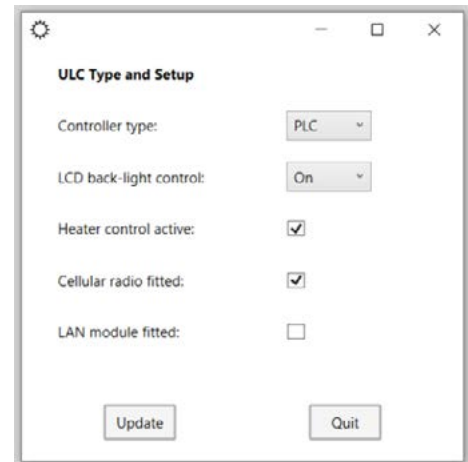 ULC Type and Setup
Controller type: PLC
LCD back-light control: On
Heater control active:
Cellular radio fitted:
LAN module fitted:
Update Quit